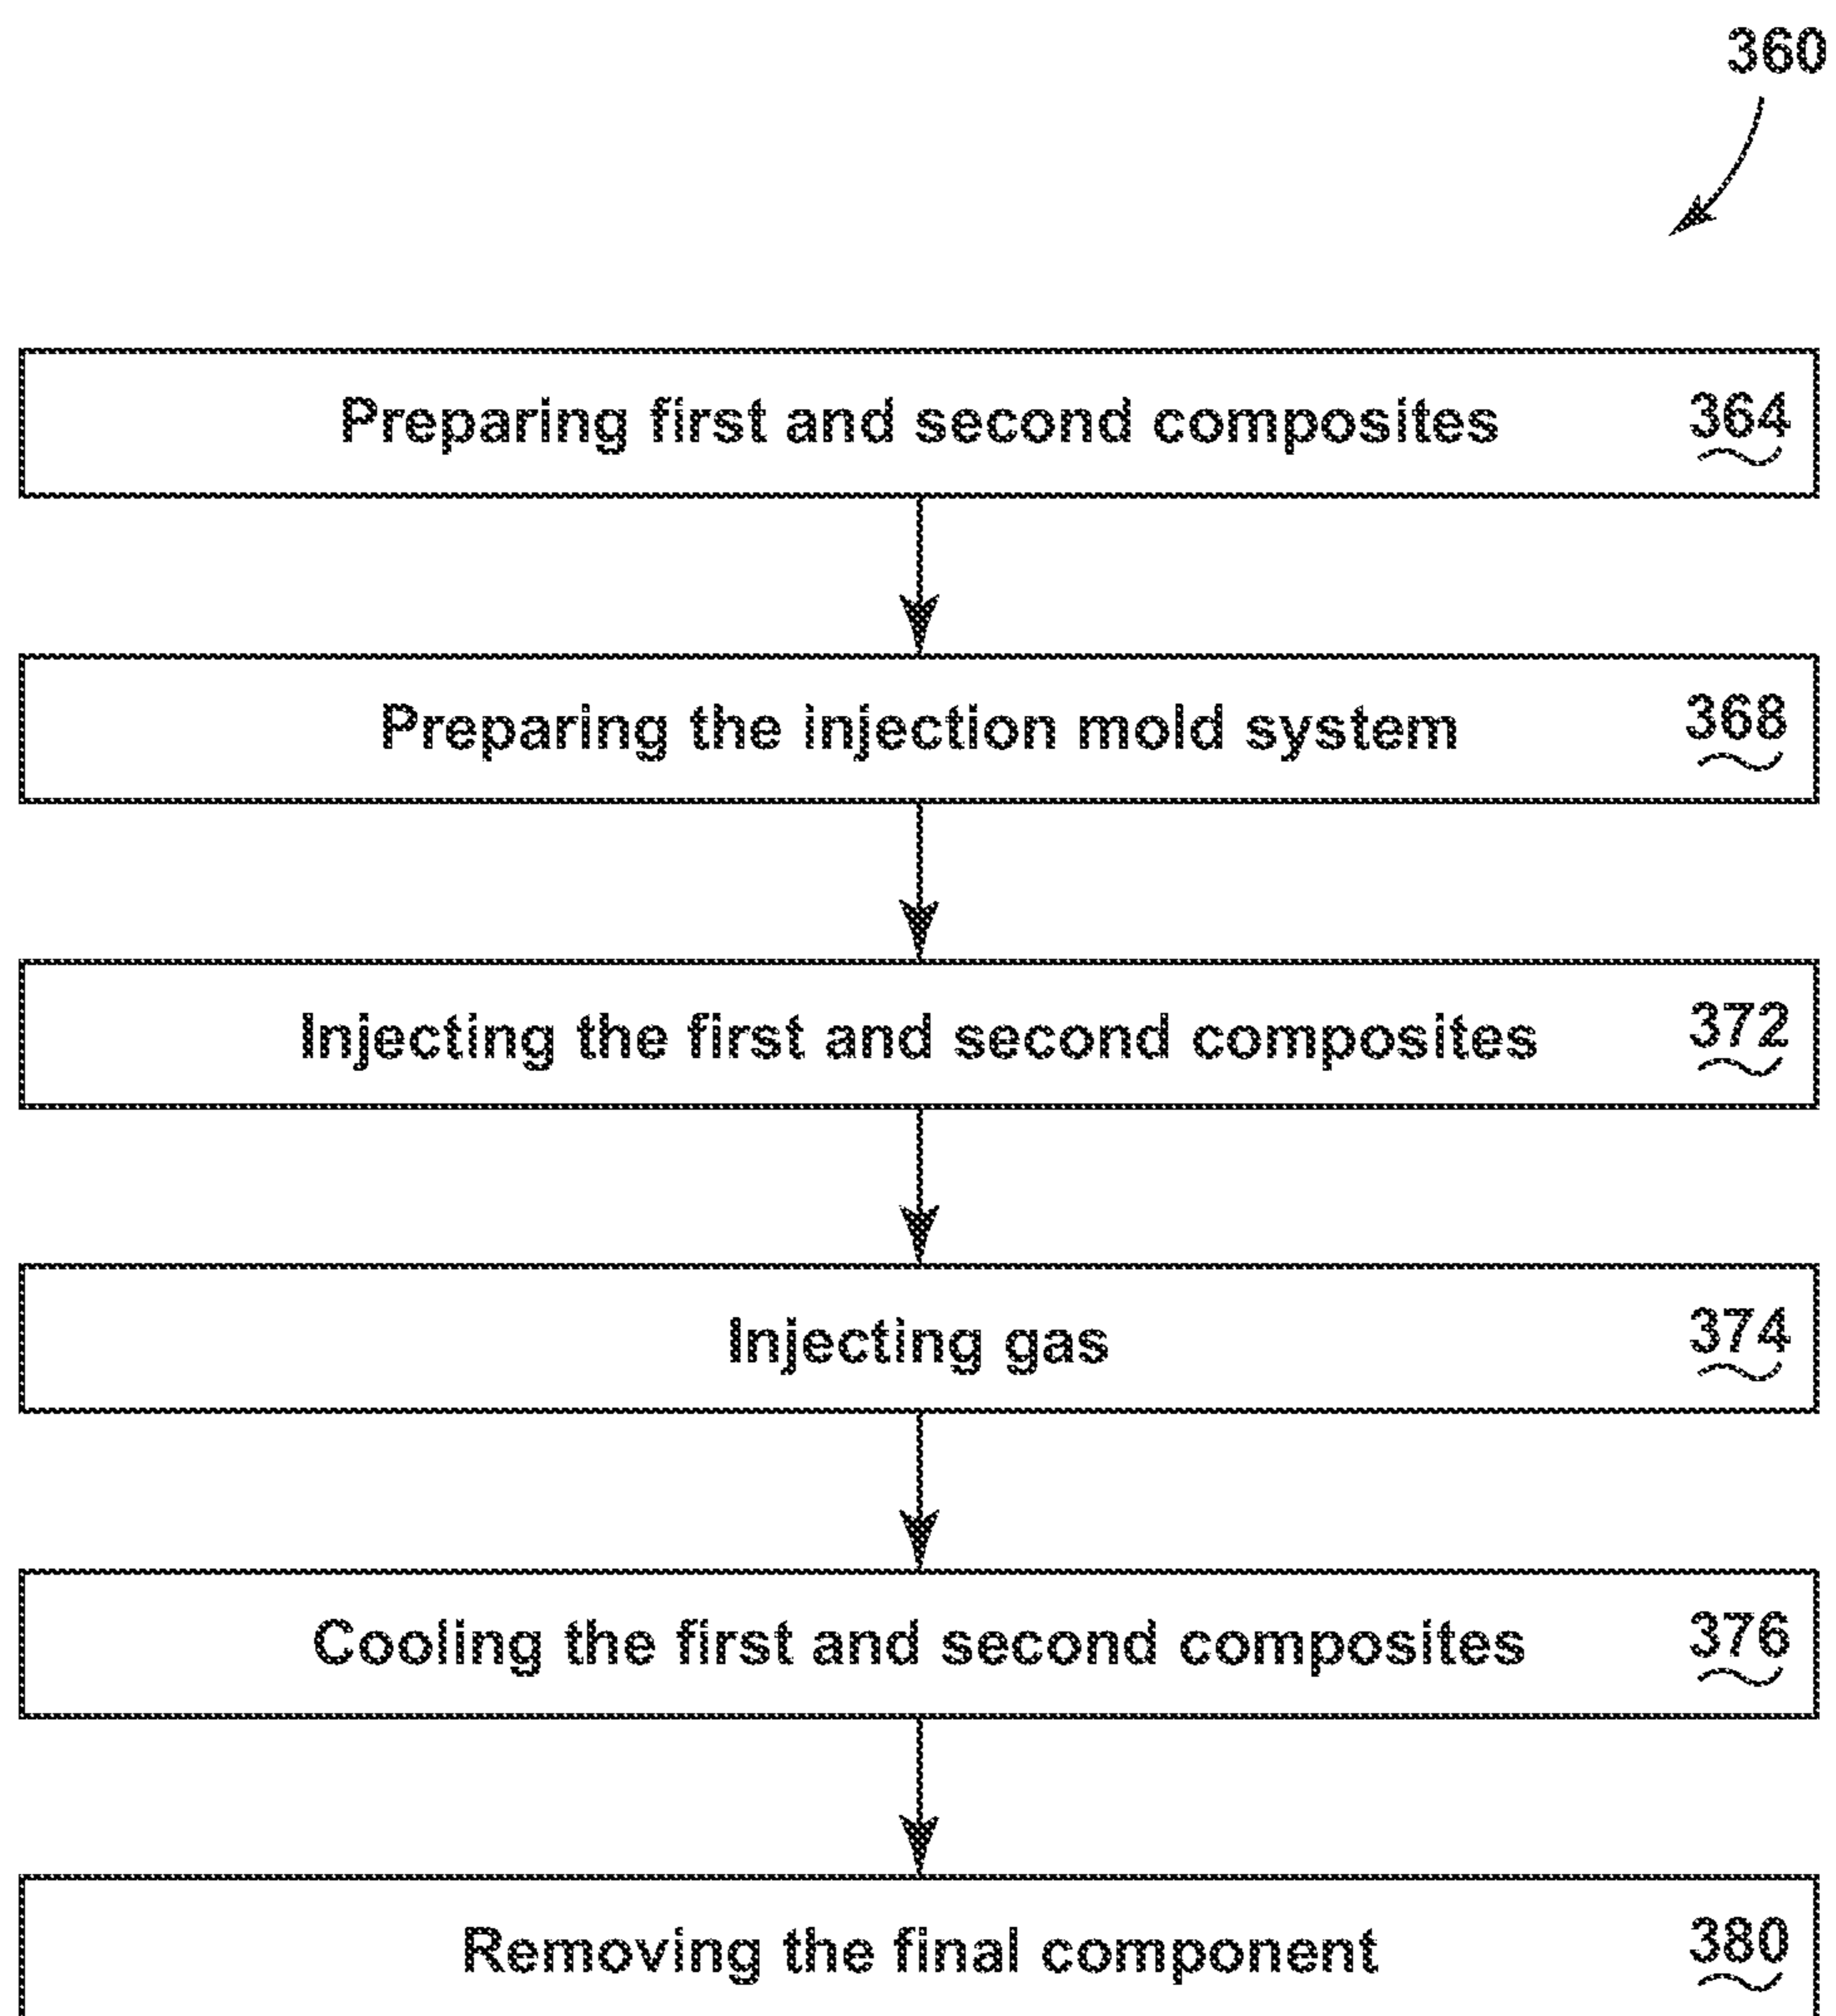 360
Preparing first and second composites 364
Preparing the injection mold system 368
Injecting the first and second composites 372
Injecting gas 374
Cooling the first and second composites 376
Removing the final component 380